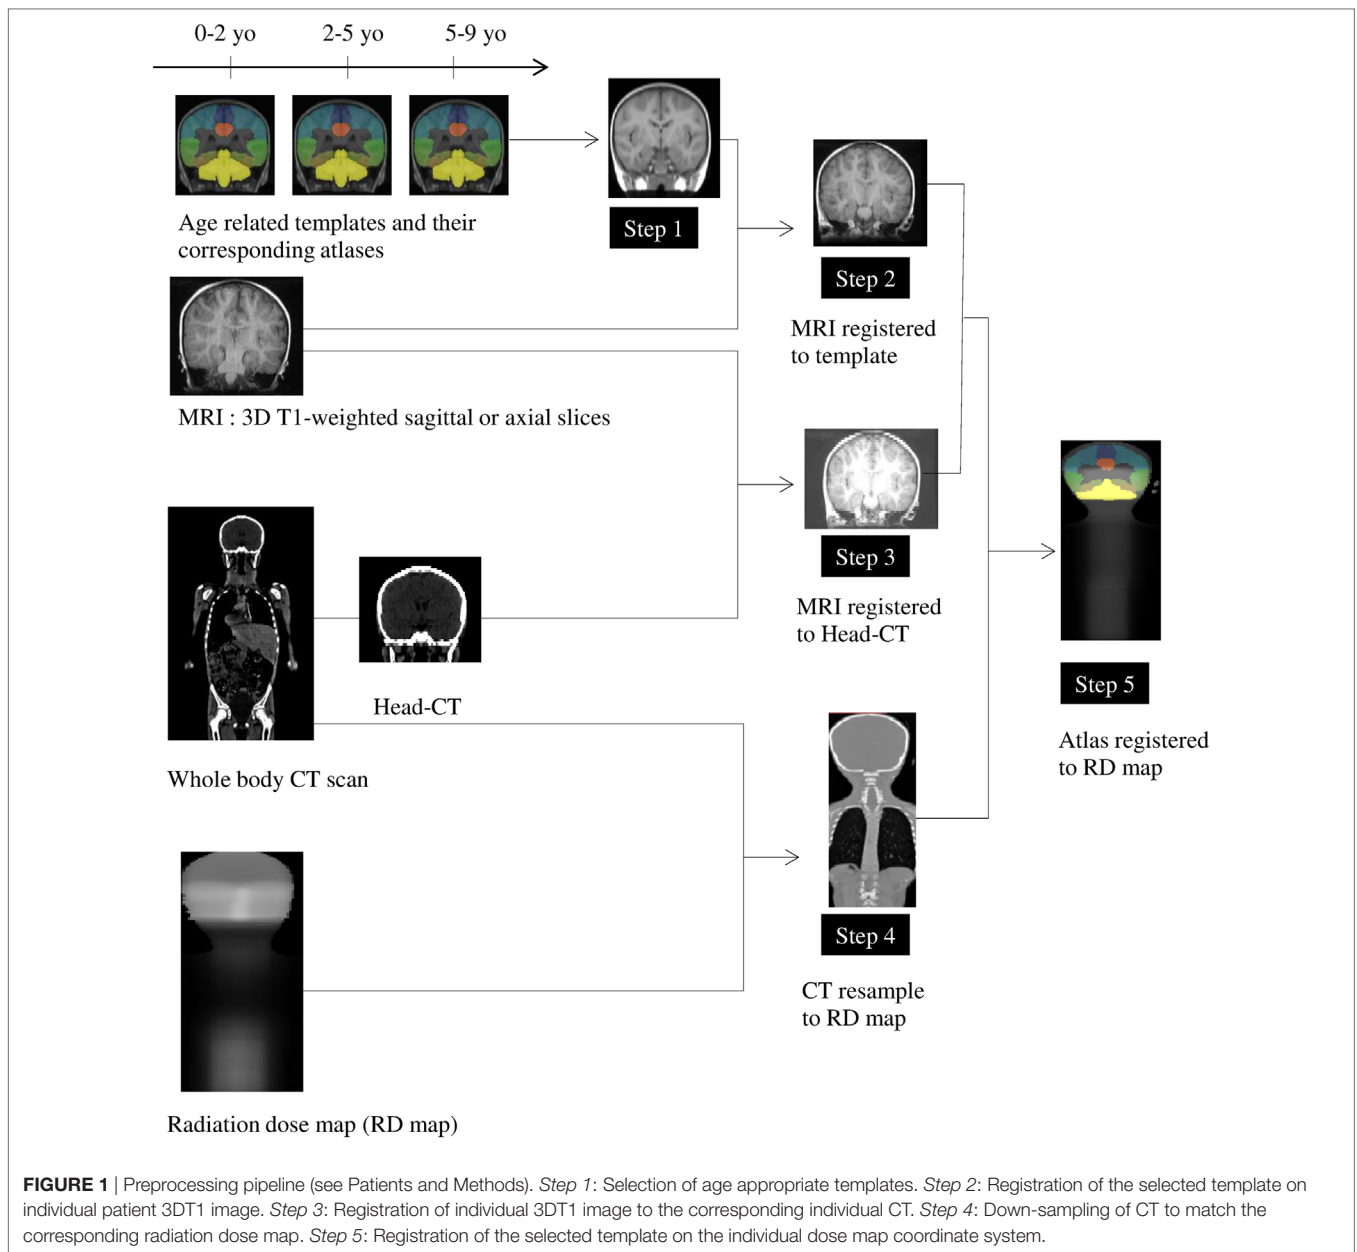 0-2 yo
2-5 yo
5-9 yo
Age related templates and their
corresponding atlases
Step 1
Step 2
MRI registered
to template
MRI : 3D T1-weighted sagittal or axial slices
Step 3
MRI registered
to Head-CT
Head-CT
Whole body CT scan
Step 5
Atlas registered
to RD map
Step 4
CT resample
to RD map
Radiation dose map (RD map)
FIGURE 1 | Preprocessing pipeline (see Patients and Methods). Step 1: Selection of age appropriate templates. Step 2: Registration of the selected template on
individual patient 3DT1 image. Step 3: Registration of individual 3DT1 image to the corresponding individual CT. Step 4: Down-sampling of CT to match the
corresponding radiation dose map. Step 5: Registration of the selected template on the individual dose map coordinate system.